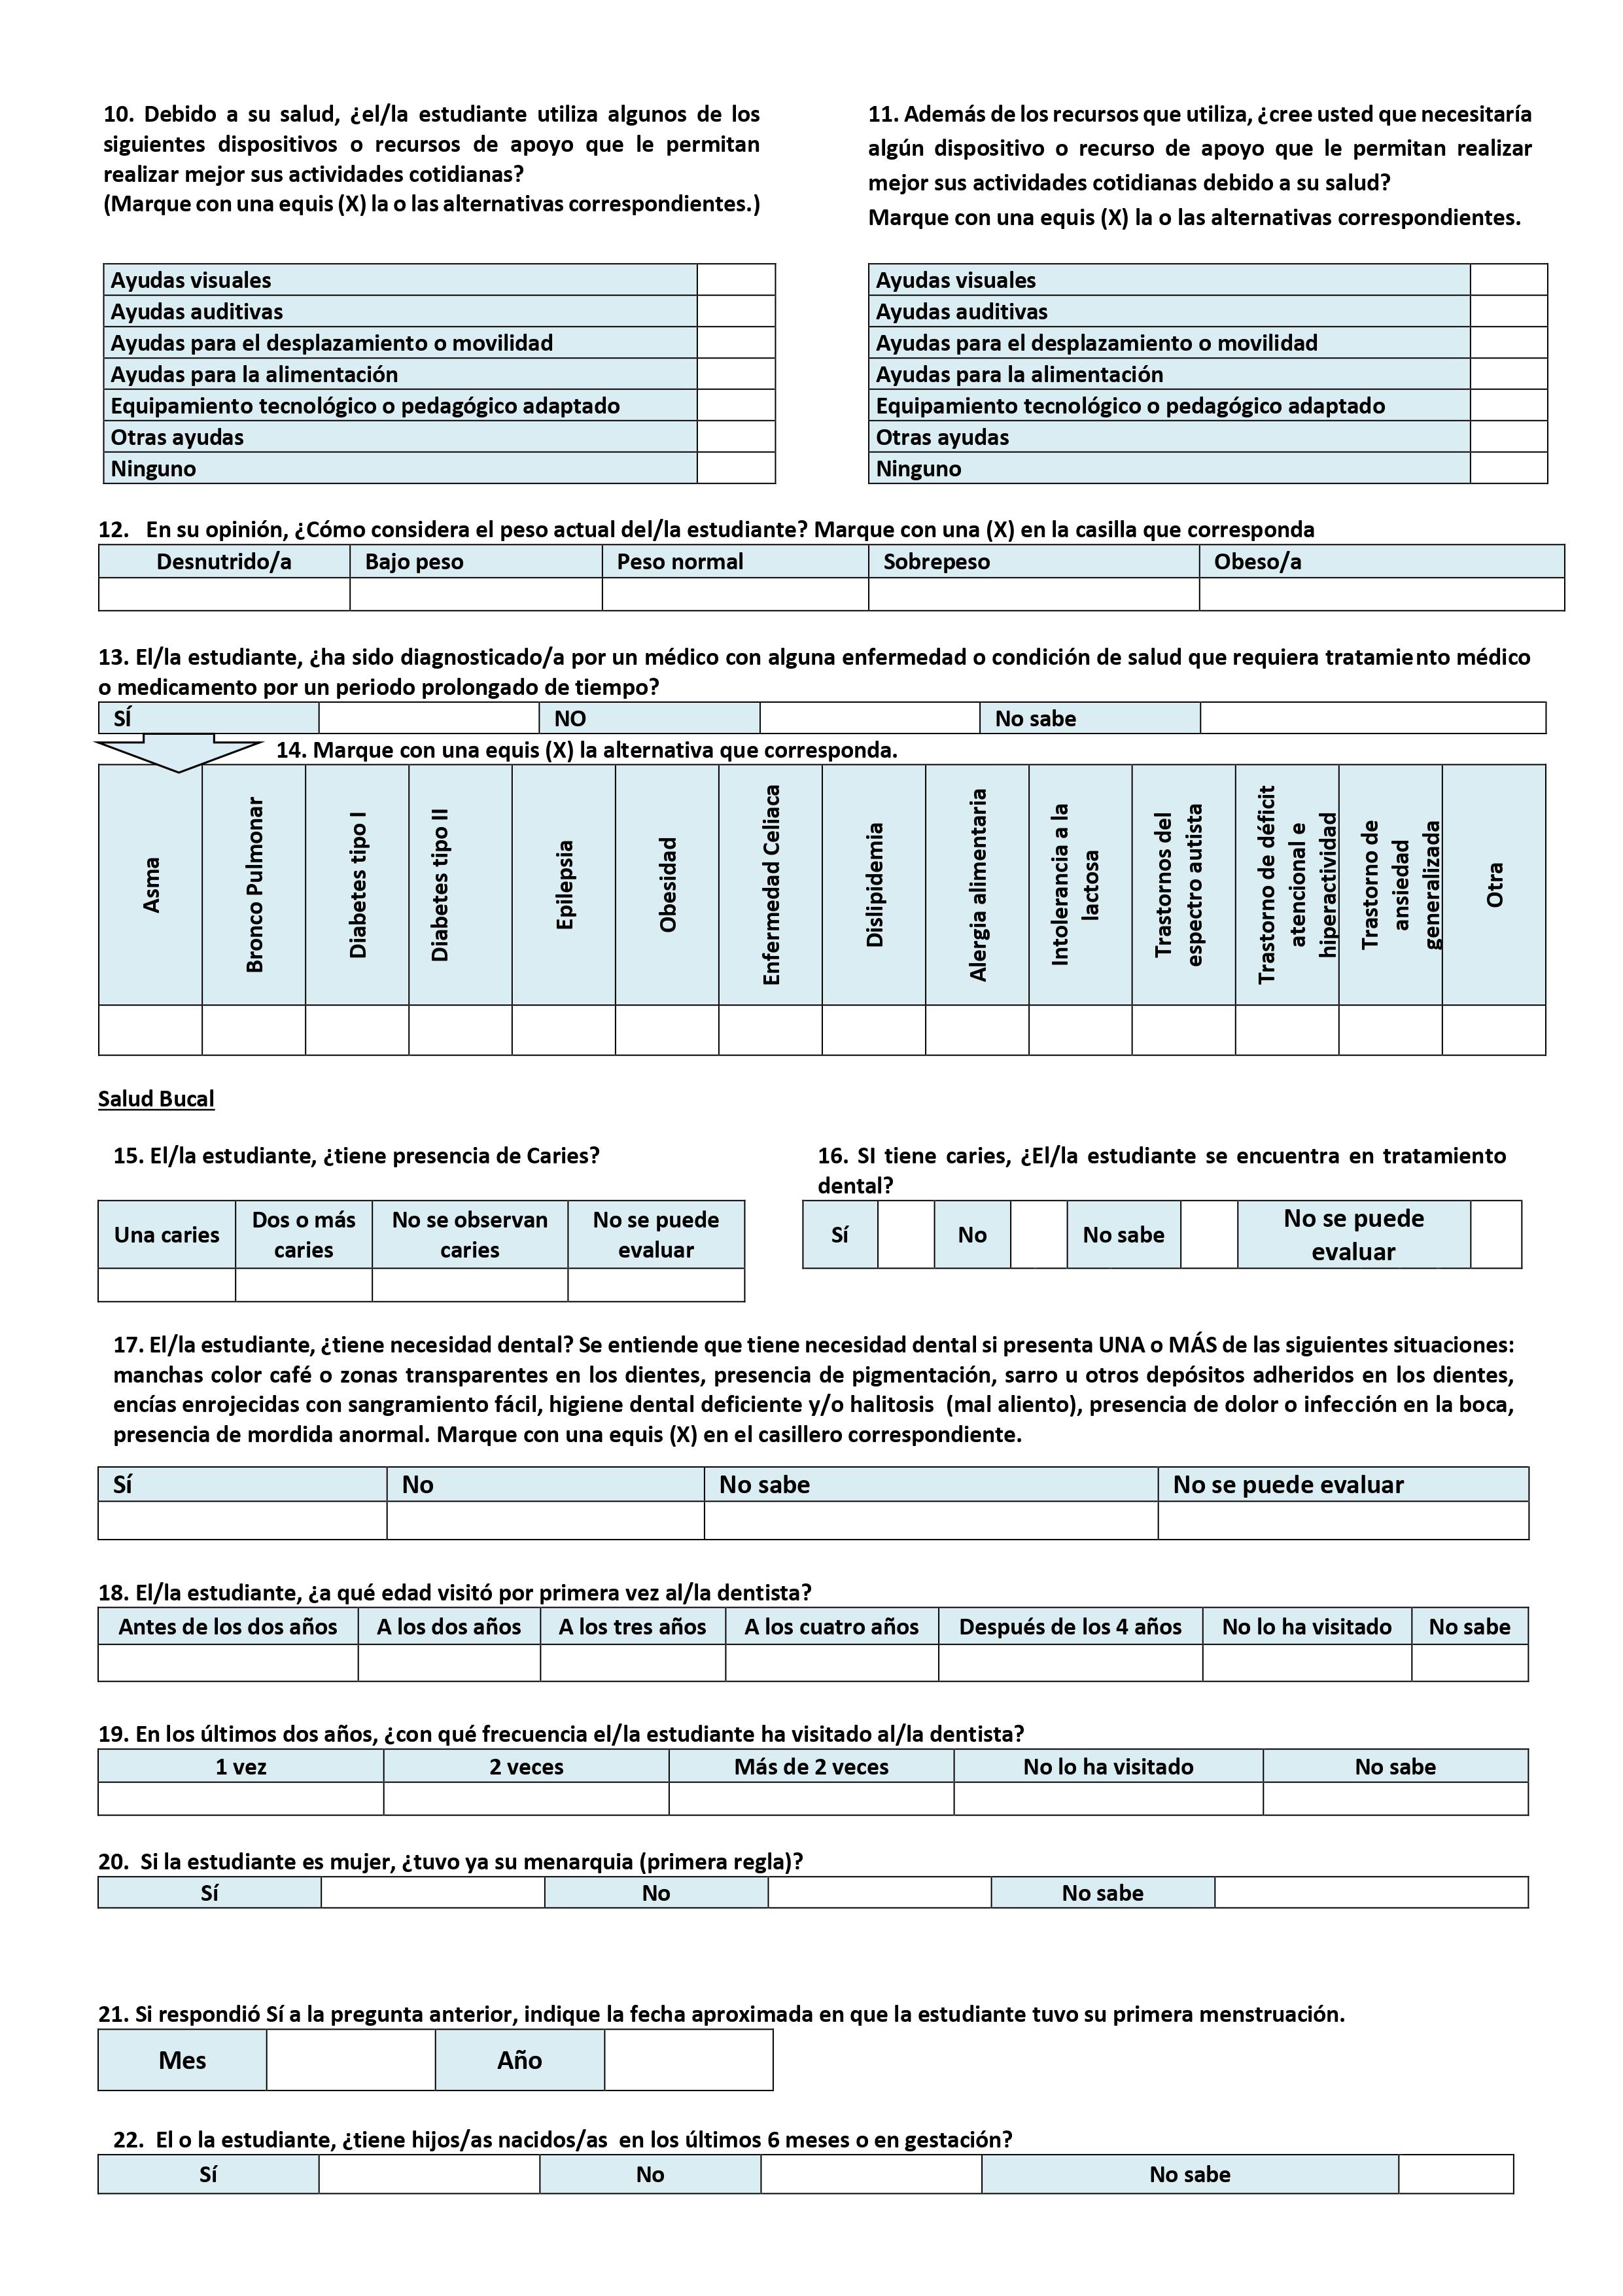 10. Debido a su salud, ¿el/la estudiante utiliza algunos de los
siguientes dispositivos o recursos de apoyo que le permitan
realizar mejor sus actividades cotidianas?
(Marque con una equis (X) la o las alternativas correspondientes.)
Ayudas visuales
Ayudas auditivas
Ayudas para el desplazamiento o movilidad
Ayudas para la alimentación
Equipamiento tecnológico o pedagógico adaptado
Otras ayudas
Ninguno
11. Además de los recursos que utiliza, ¿cree usted que necesitaría
algún dispositivo o recurso de apoyo que le permitan realizar
mejor sus actividades cotidianas debido a su salud?
Marque con una equis (X) la o las alternativas correspondientes.
Ayudas visuales
Ayudas auditivas
Ayudas para el desplazamiento o movilidad
Ayudas para la alimentación
Equipamiento tecnológico o pedagógico adaptado
Otras ayudas
Ninguno
12. En su opinión, ¿Cómo considera el peso actual del/la estudiante? Marque con una (X) en la casilla que corresponda
Desnutrido/a Bajo peso Peso normal Sobrepeso Obeso/a
13. El/la estudiante, ¿ha sido diagnosticado/a por un médico con alguna enfermedad o condición de salud que requiera tratamiento médico
o medicamento por un periodo prolongado de tiempo?
SÍ NO No sabe
14. Marque con una equis (X) la alternativa que corresponda.
Asma
Bronco Pulmonar
Diabetes tipo I
Diabetes tipo II
Epilepsia
Obesidad
Enfermedad Celiaca
Dislipidemia
Alergia alimentaria
Intolerancia a la
lactosa
Trastornos del
espectro autista
Trastorno de déficit
atencional e
hiperactividad
Trastorno de
ansiedad
generalizada
Otra
Salud Bucal
15. El/la estudiante, ¿tiene presencia de Caries?
Una caries
Dos o más
caries
No se observan
caries
No se puede
evaluar
16. SI tiene caries, ¿El/la estudiante se encuentra en tratamiento
dental?
Sí No No sabe
No se puede
evaluar
17. El/la estudiante, ¿tiene necesidad dental? Se entiende que tiene necesidad dental si presenta UNA o MÁS de las siguientes situaciones:
manchas color café o zonas transparentes en los dientes, presencia de pigmentación, sarro u otros depósitos adheridos en los dientes,
encías enrojecidas con sangramiento fácil, higiene dental deficiente y/o halitosis (mal aliento), presencia de dolor o infección en la boca,
presencia de mordida anormal. Marque con una equis (X) en el casillero correspondiente.
Sí No No sabe No se puede evaluar
18. El/la estudiante, ¿a qué edad visitó por primera vez al/la dentista?
Antes de los dos años A los dos años A los tres años A los cuatro años Después de los 4 años No lo ha visitado No sabe
19. En los últimos dos años, ¿con qué frecuencia el/la estudiante ha visitado al/la dentista?
1 vez 2 veces Más de 2 veces No lo ha visitado No sabe
20. Si la estudiante es mujer, ¿tuvo ya su menarquia (primera regla)?
Sí No No sabe
21. Si respondió Sí a la pregunta anterior, indique la fecha aproximada en que la estudiante tuvo su primera menstruación.
Mes Año
22. El o la estudiante, ¿tiene hijos/as nacidos/as en los últimos 6 meses o en gestación?
Sí No No sabe